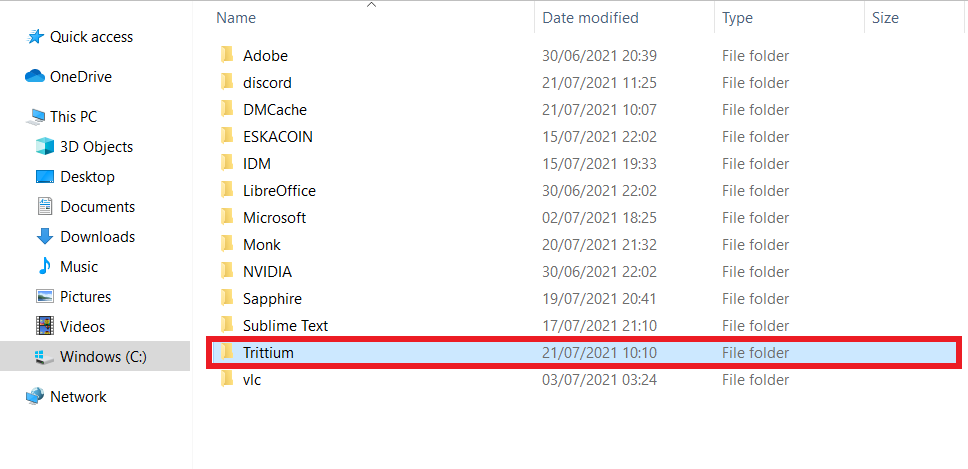 Name Date modified Type Size
Quick access
OneDrive
This PC
3D Objects
Desktop
Documents
Downloads
Music
Pictures
Videos
Windows (C:)
Network
Adobe 30/06/2021 20:39 File folder
discord 21/07/2021 11:25 File folder
DMCache 21/07/2021 10:07 File folder
ESKACOIN 15/07/2021 22:02 File folder
IDM 15/07/2021 19:33 File folder
LibreOffice 30/06/2021 22:02 File folder
Microsoft 02/07/2021 18:25 File folder
Monk 20/07/2021 21:32 File folder
NVIDIA 30/06/2021 22:02 File folder
Sapphire 19/07/2021 20:41 File folder
Sublime Text 17/07/2021 21:10 File folder
Trittium 21/07/2021 10:10 File folder
vlc 03/07/2021 03:24 File folder